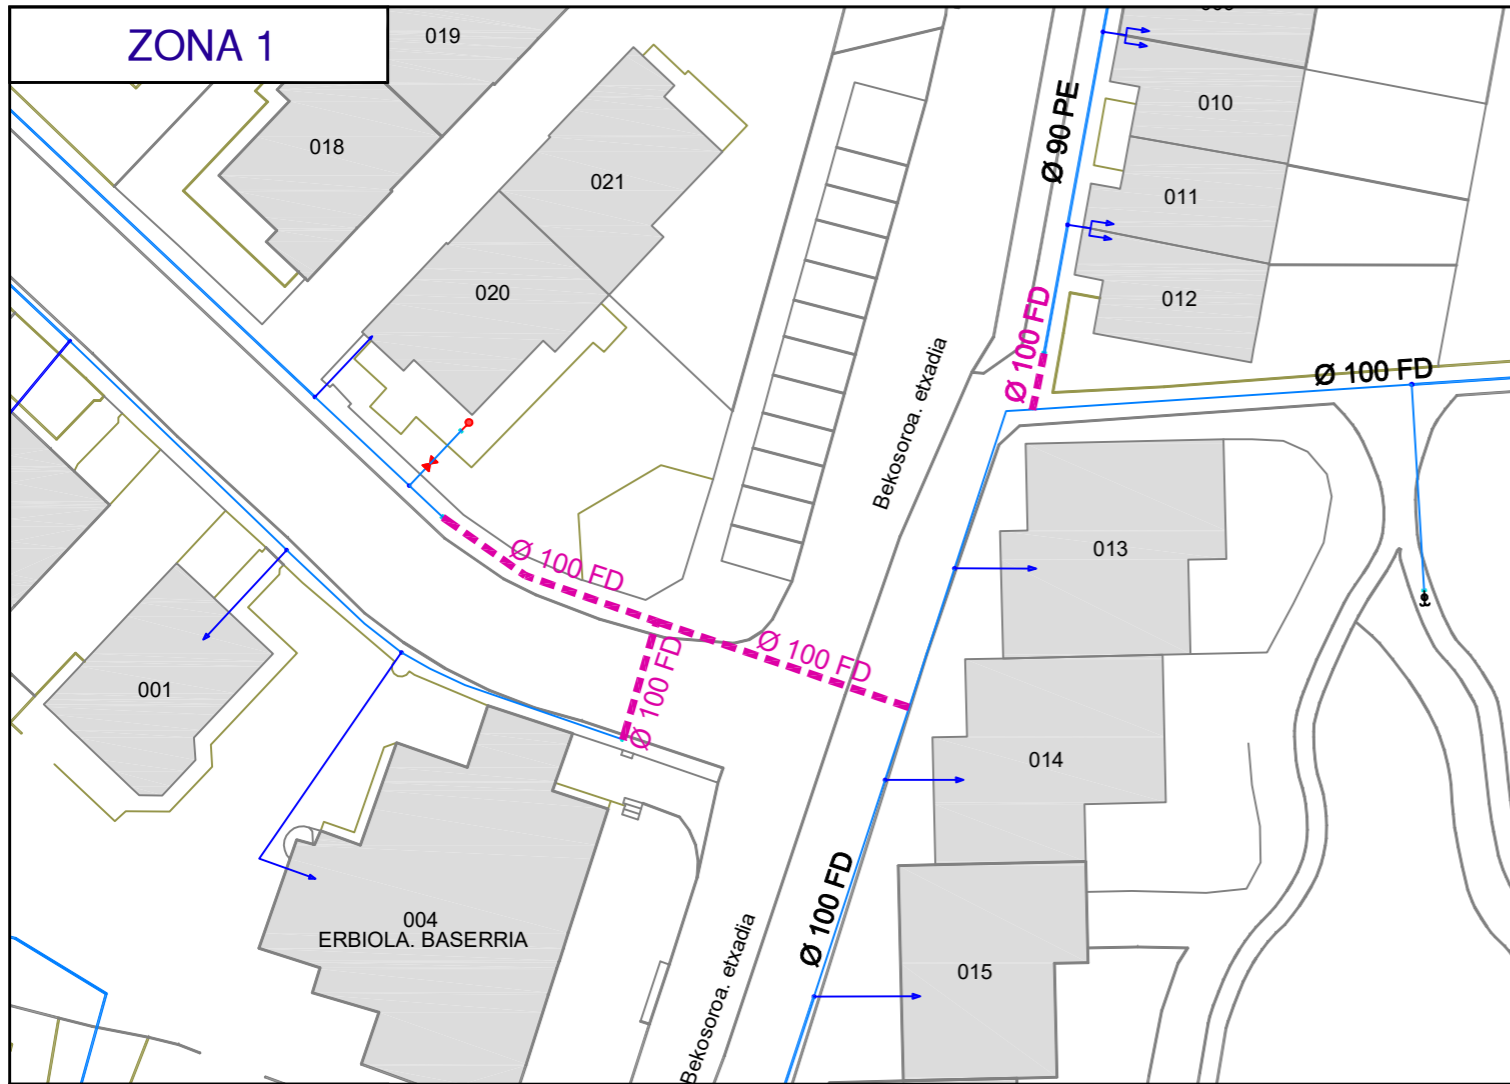 ZONA 1
019
010
018
Ø 90 PE
021
011
020
012
Ø 100 FD
Ø 100 FD
Bekosoroa. etxadia
013
Ø 100 FD
Ø 100 FD
Ø 100 FD
001
014
004
ERBIOLA. BASERRIA
Ø 100 FD
015
Bekosoroa. etxadia